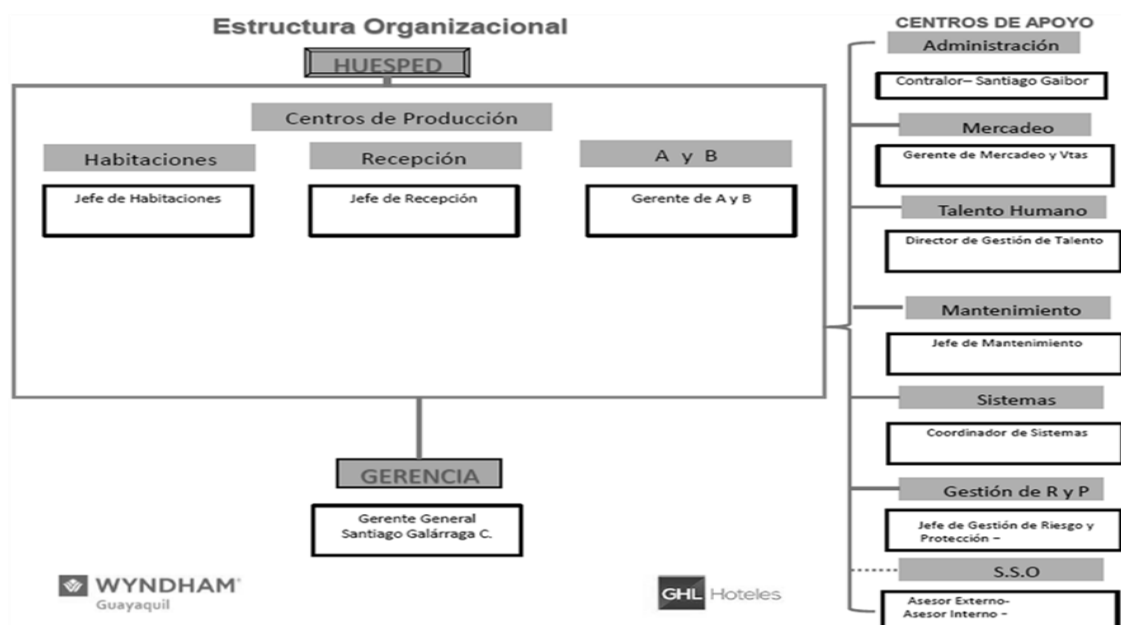 Estructura Organizacional
HUESPED
Centros de Producción
Habitaciones
Jefe de Habitaciones
Recepción
Jefe de Recepción
A y B
Gerente de A y B
GERENCIA
Gerente General
Santiago Galárraga C.
WYNDHAM®
Guayaquil
GHL Hoteles
CENTROS DE APOYO
Administración
Contralor– Santiago Gaibor
Mercadeo
Gerente de Mercadeo y Vtas
Talento Humano
Director de Gestión de Talento
Mantenimiento
Jefe de Mantenimiento
Sistemas
Coordinador de Sistemas
Gestión de R y P
Jefe de Gestión de Riesgo y
Protección –
S.S.O
Asesor Externo-
Asesor Interno –